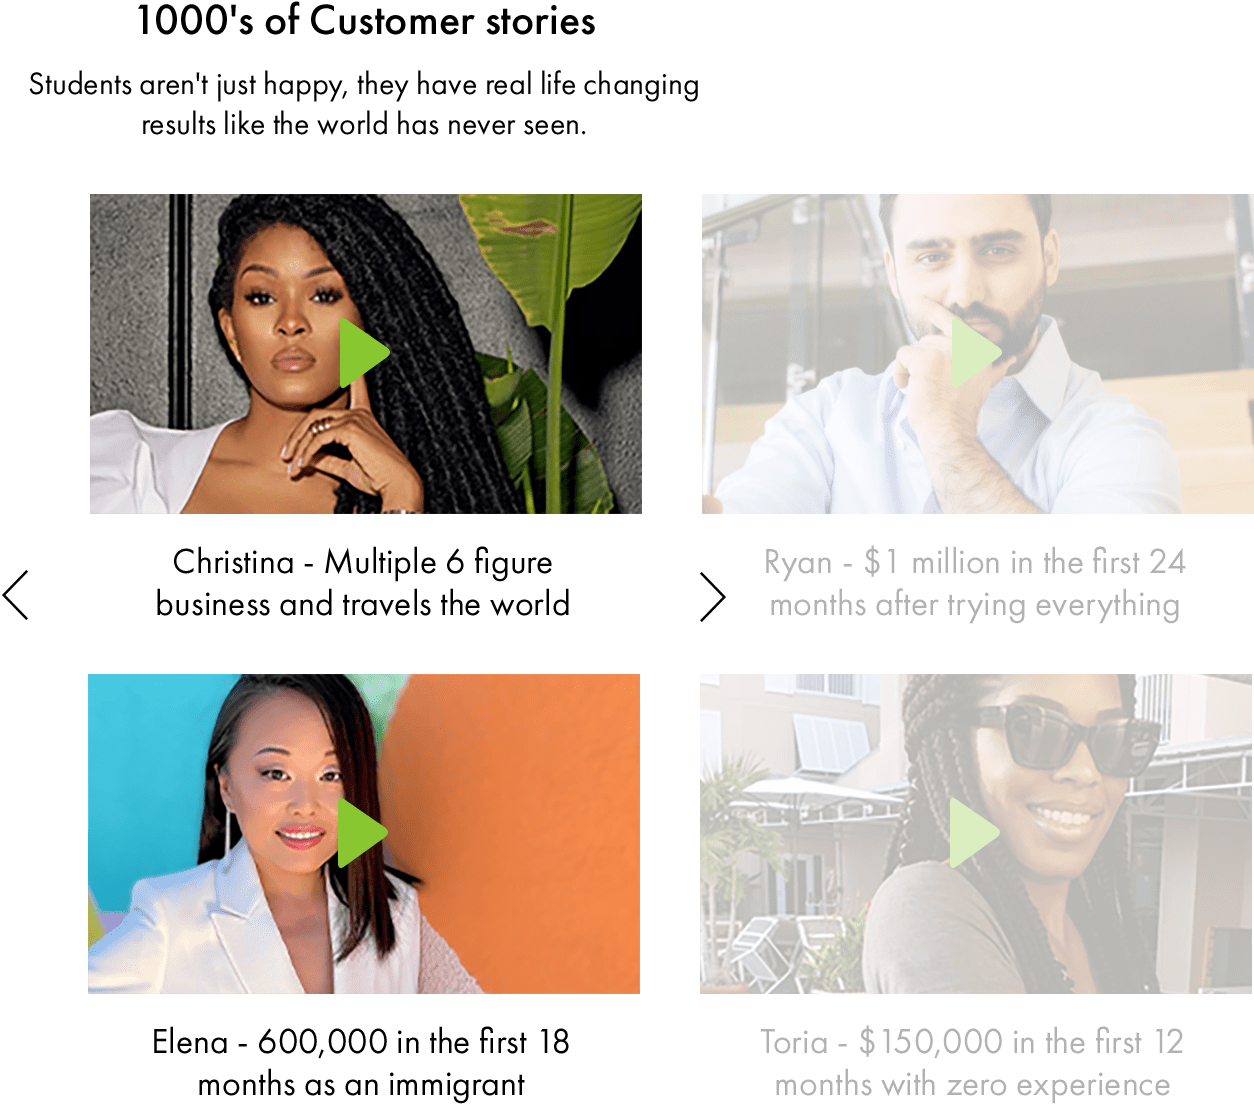 1000's of Customer stories
Students aren't just happy, they have real life changing
results like the world has never seen.
Christina - Multiple 6 figure
business and travels the world
Ryan - $1 million in the first 24
months after trying everything
Elena - 600,000 in the first 18
months as an immigrant
Toria - $150,000 in the first 12
months with zero experience